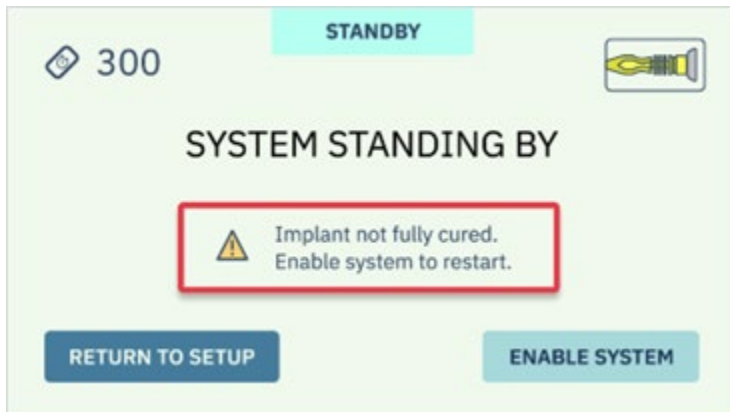 STANDBY
300
SYSTEM STANDING BY
Implant not fully cured.
Enable system to restart.
RETURN TO SETUP
ENABLE SYSTEM